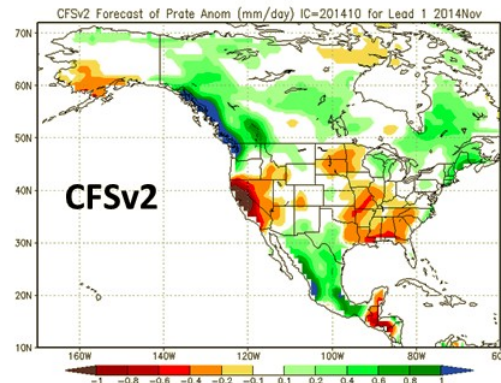 CFSv2 Forecast of Prate Anom (mm/day) IC=201410 for Lead 1 2014Nov
70N
60N
50N
40N
30N
20N
10N
CFSv2
160W 140W 120W 100W 80W 60
-1 -0.8 -0.6 -0.4 -0.2 -0.1 0.1 0.2 0.4 0.6 0.8 1